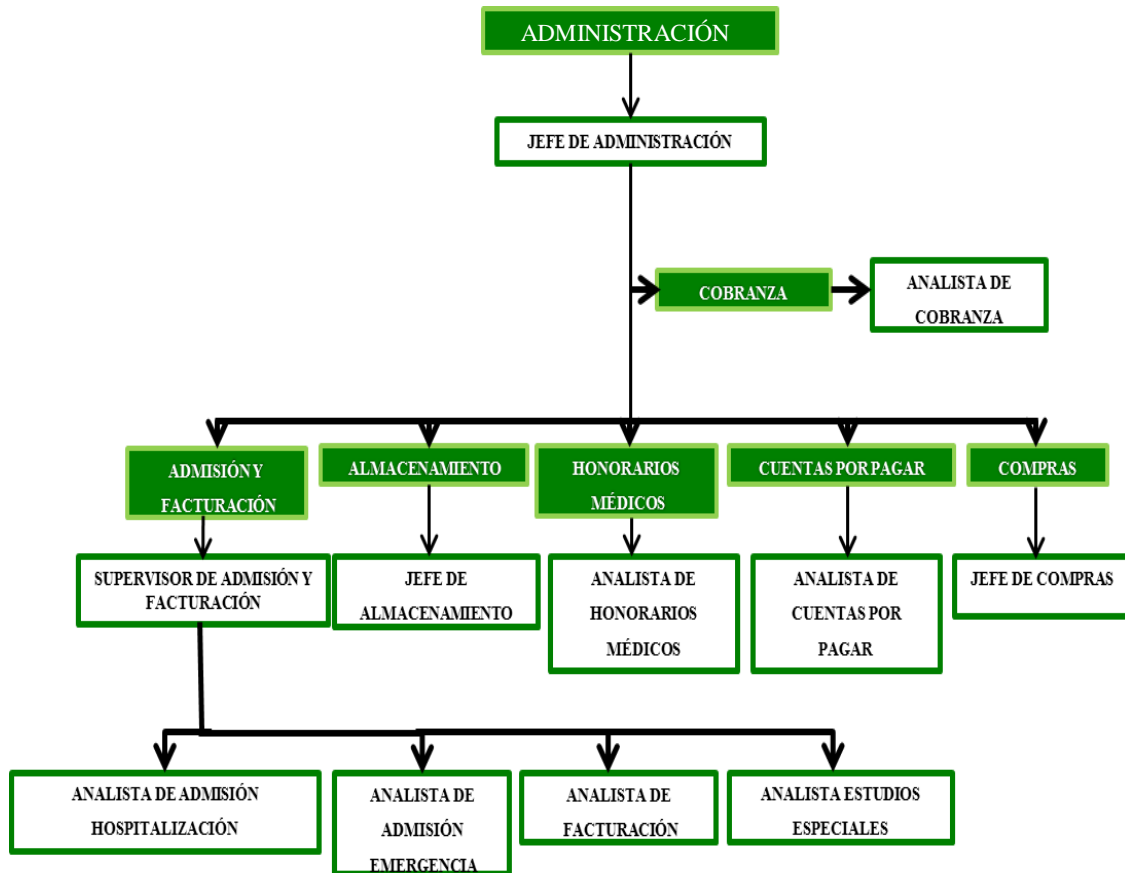 ADMINISTRACIÓN
JEFE DE ADMINISTRACIÓN
COBRANZA
ANALISTA DE
COBRANZA
ADMISIÓN Y
FACTURACIÓN
ALMACENAMIENTO
HONORARIOS
MÉDICOS
CUENTAS POR PAGAR
COMPRAS
SUPERVISOR DE ADMISIÓN Y
FACTURACIÓN
JEFE DE
ALMACENAMIENTO
ANALISTA DE
HONORARIOS
MÉDICOS
ANALISTA DE
CUENTAS POR
PAGAR
JEFE DE COMPRAS
ANALISTA DE ADMISIÓN
HOSPITALIZACIÓN
ANALISTA DE
ADMISIÓN
EMERGENCIA
ANALISTA DE
FACTURACIÓN
ANALISTA ESTUDIOS
ESPECIALES